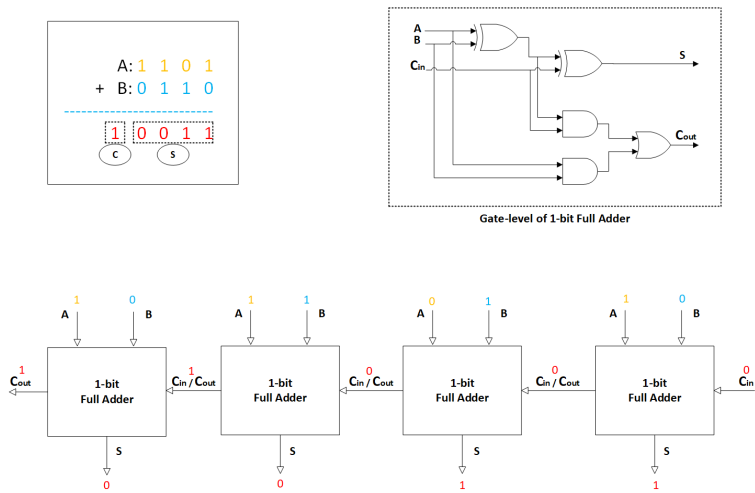 A: 1 1 0 1
+ B: 0 1 1 0
1 0 0 1 1
C S
A
B
Cin
S
Cout
Gate-level of 1-bit Full Adder
1 0 1 1 0 1 1 0
A B A B A B A B
1 1 0 0 0
Cout Cin / Cout Cin / Cout Cin / Cout Cin
1-bit 1-bit 1-bit 1-bit
Full Adder Full Adder Full Adder Full Adder
S S S S
0 0 1 1